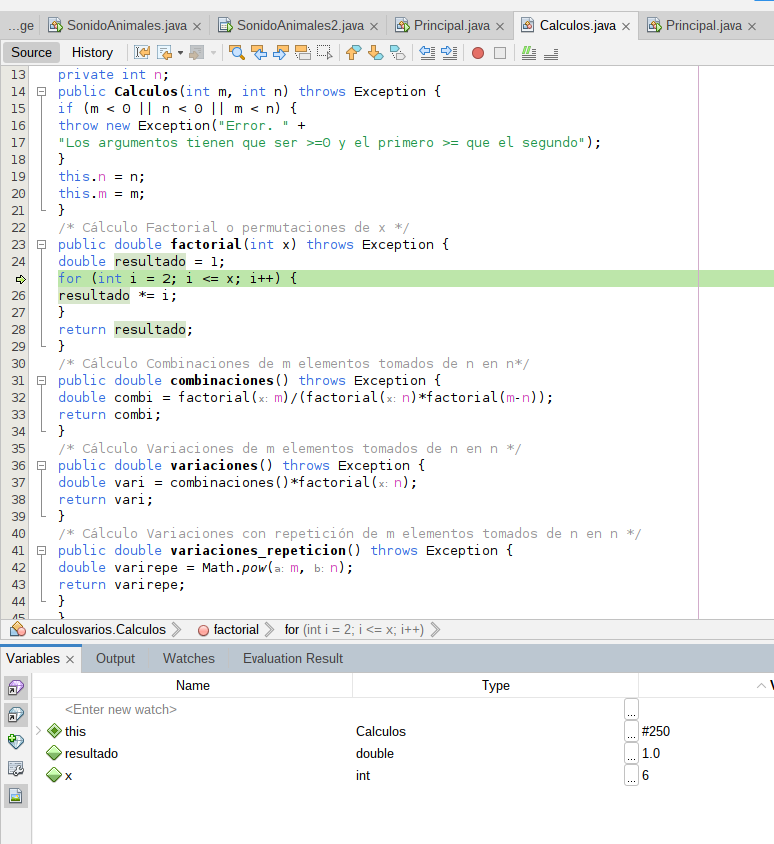 ...ge SonidoAnimales.java × SonidoAnimales2.java × Principal.java × Calculos.java × Principal.java ×
Source History
13 private int n;
14 public Calculos(int m, int n) throws Exception {
15 if (m < 0 || n < 0 || m < n) {
16 throw new Exception("Error. " +
17 "Los argumentos tienen que ser >=0 y el primero >= que el segundo");
18 }
19 this.n = n;
20 this.m = m;
21 }
22 /* Cálculo Factorial o permutaciones de x */
23 public double factorial(int x) throws Exception {
24 double resultado = 1;
for (int i = 2; i <= x; i++) {
26 resultado *= i;
27 }
28 return resultado;
29 }
30 /* Cálculo Combinaciones de m elementos tomados de n en n*/
31 public double combinaciones() throws Exception {
32 double combi = factorial(x: m)/(factorial(x: n)*factorial(m-n));
33 return combi;
34 }
35 /* Cálculo Variaciones de m elementos tomados de n en n */
36 public double variaciones() throws Exception {
37 double vari = combinaciones()*factorial(x: n);
38 return vari;
39 }
40 /* Cálculo Variaciones con repetición de m elementos tomados de n en n */
41 public double variaciones_repeticion() throws Exception {
42 double varirepe = Math.pow(a: m, b: n);
43 return varirepe;
44 }
45 }
calculosvarios.Calculos factorial for (int i = 2; i <= x; i++)
Variables × Output Watches Evaluation Result
Name Type
<Enter new watch> ...
this Calculos ... #250
resultado double ... 1.0
x int ... 6